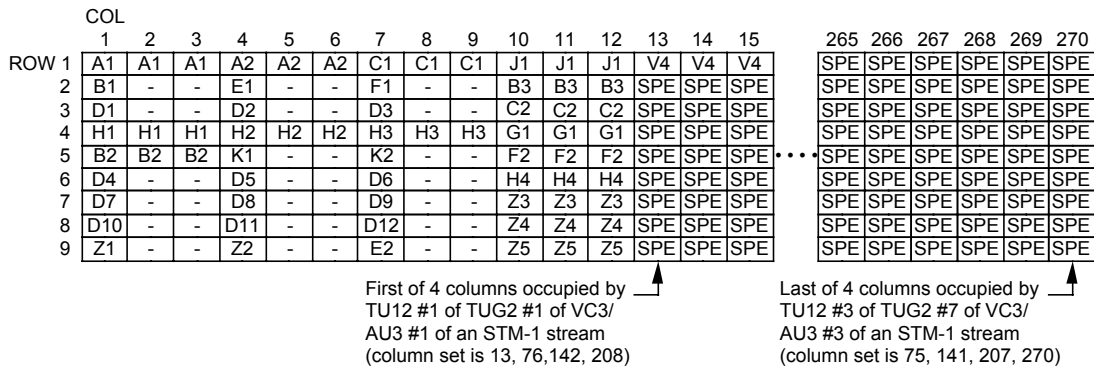 COL
1 2 3 4 5 6 7 8 9 10 11 12 13 14 15 265 266 267 268 269 270
ROW 1 A1 A1 A1 A2 A2 A2 C1 C1 C1 J1 J1 J1 V4 V4 V4 SPE SPE SPE SPE SPE SPE
2 B1 - - E1 - - F1 - - B3 B3 B3 SPE SPE SPE SPE SPE SPE SPE SPE SPE
3 D1 - - D2 - - D3 - - C2 C2 C2 SPE SPE SPE SPE SPE SPE SPE SPE SPE
4 H1 H1 H1 H2 H2 H2 H3 H3 H3 G1 G1 G1 SPE SPE SPE SPE SPE SPE SPE SPE SPE
5 B2 B2 B2 K1 - - K2 - - F2 F2 F2 SPE SPE SPE • • • • SPE SPE SPE SPE SPE SPE
6 D4 - - D5 - - D6 - - H4 H4 H4 SPE SPE SPE SPE SPE SPE SPE SPE SPE
7 D7 - - D8 - - D9 - - Z3 Z3 Z3 SPE SPE SPE SPE SPE SPE SPE SPE SPE
8 D10 - - D11 - - D12 - - Z4 Z4 Z4 SPE SPE SPE SPE SPE SPE SPE SPE SPE
9 Z1 - - Z2 - - E2 - - Z5 Z5 Z5 SPE SPE SPE SPE SPE SPE SPE SPE SPE
First of 4 columns occupied by
TU12 #1 of TUG2 #1 of VC3/
AU3 #1 of an STM-1 stream
(column set is 13, 76,142, 208)
Last of 4 columns occupied by
TU12 #3 of TUG2 #7 of VC3/
AU3 #3 of an STM-1 stream
(column set is 75, 141, 207, 270)